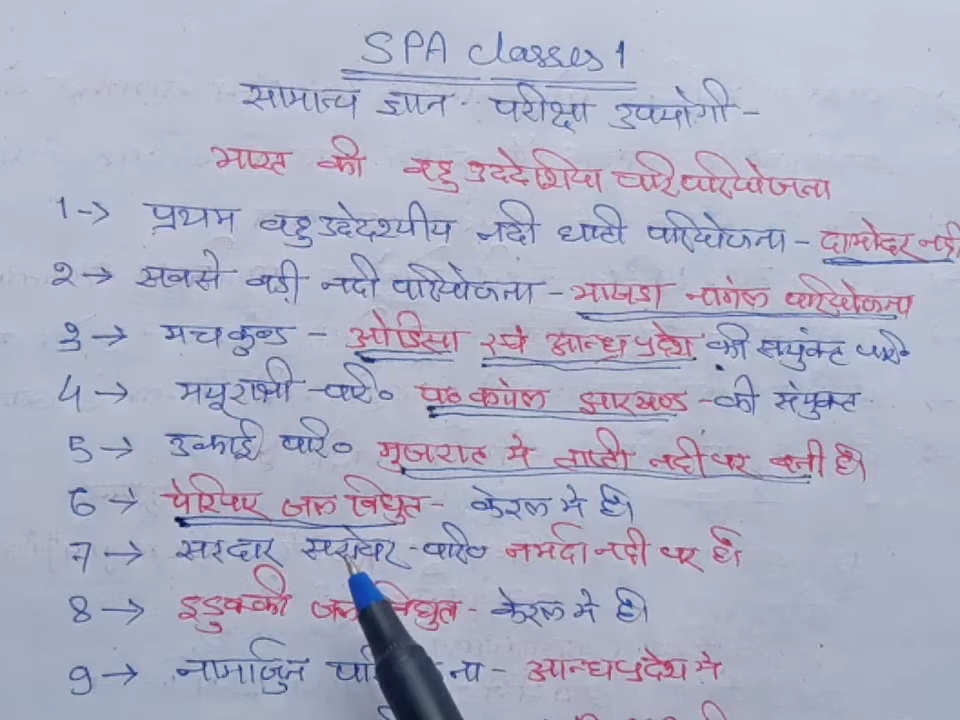 SPA Classes 1
सामान्य ज्ञान - परीक्षा उपयोगी -
भारत की बहु उददेशिय परियोजना
1→ प्रथम बहुउद्देश्यीय नदी घाटी परियोजना - दामोदर नदी
2→ सबसे बड़ी नदी परियोजना - भाखडा नागंल परियोजना
3→ मचकुण्ड - ओडिसा एवं आन्ध्रप्रदेश की सयुंक्ट परि०
4→ मयूराक्षी - परि० प० बंगाल झारखण्ड - की संयुक्त
5→ उकाई परि० गुजरात मे ताप्ती नदी पर बनी है।
6→ पेरियार जल विधुत - केरल मे है।
7→ सरदार सरोवर - परि० नर्मदा नदी पर है।
8→ इडुक्की जल विधुत - केरल मे है।
9→ नागार्जुन - आन्ध्रप्रदेश मे